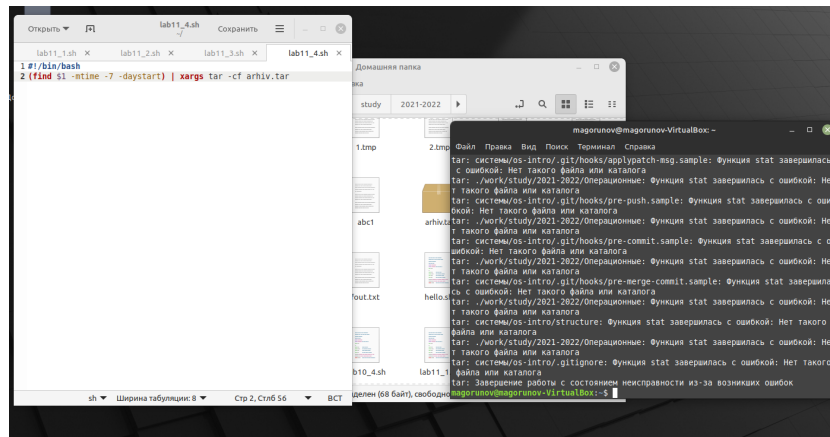 Открыть
lab11_4.sh
~/
Сохранить
lab11_1.sh × lab11_2.sh × lab11_3.sh × lab11_4.sh ×
1 #!/bin/bash
2 (find $1 -mtime -7 -daystart) | xargs tar -cf arhiv.tar
sh Ширина табуляции: 8 Стр 2, Стлб 56 ВСТ
Домашняя папка
вка
study 2021-2022
1.tmp 2.tmp
abc1 arhiv.ta
fout.txt hello.s
b10_4.sh lab11_1
делен (68 байт), свободно
magorunov@magorunov-VirtualBox: ~
Файл Правка Вид Поиск Терминал Справка
tar: системы/os-intro/.git/hooks/applypatch-msg.sample: Функция stat завершилась
с ошибкой: Нет такого файла или каталога
tar: ./work/study/2021-2022/Операционные: Функция stat завершилась с ошибкой: Не
т такого файла или каталога
tar: системы/os-intro/.git/hooks/pre-push.sample: Функция stat завершилась с оши
бкой: Нет такого файла или каталога
tar: ./work/study/2021-2022/Операционные: Функция stat завершилась с ошибкой: Не
т такого файла или каталога
tar: системы/os-intro/.git/hooks/pre-commit.sample: Функция stat завершилась с о
шибкой: Нет такого файла или каталога
tar: ./work/study/2021-2022/Операционные: Функция stat завершилась с ошибкой: Не
т такого файла или каталога
tar: системы/os-intro/.git/hooks/pre-merge-commit.sample: Функция stat завершила
сь с ошибкой: Нет такого файла или каталога
tar: ./work/study/2021-2022/Операционные: Функция stat завершилась с ошибкой: Не
т такого файла или каталога
tar: системы/os-intro/structure: Функция stat завершилась с ошибкой: Нет такого
файла или каталога
tar: ./work/study/2021-2022/Операционные: Функция stat завершилась с ошибкой: Не
т такого файла или каталога
tar: системы/os-intro/.gitignore: Функция stat завершилась с ошибкой: Нет такого
файла или каталога
tar: Завершение работы с состоянием неисправности из-за возникших ошибок
magorunov@magorunov-VirtualBox:~$